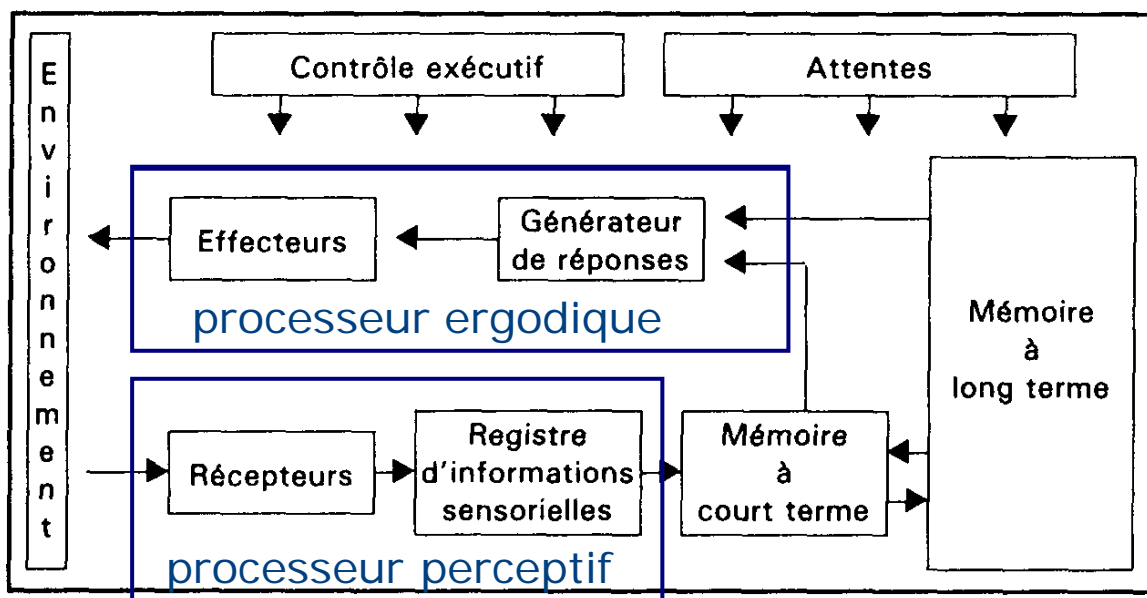 Environnement
Contrôle exécutif
Attentes
Effecteurs
Générateur
de réponses
processeur ergodique
Mémoire
à
long terme
Récepteurs
Registre
d'informations
sensorielles
Mémoire
à
court terme
processeur perceptif